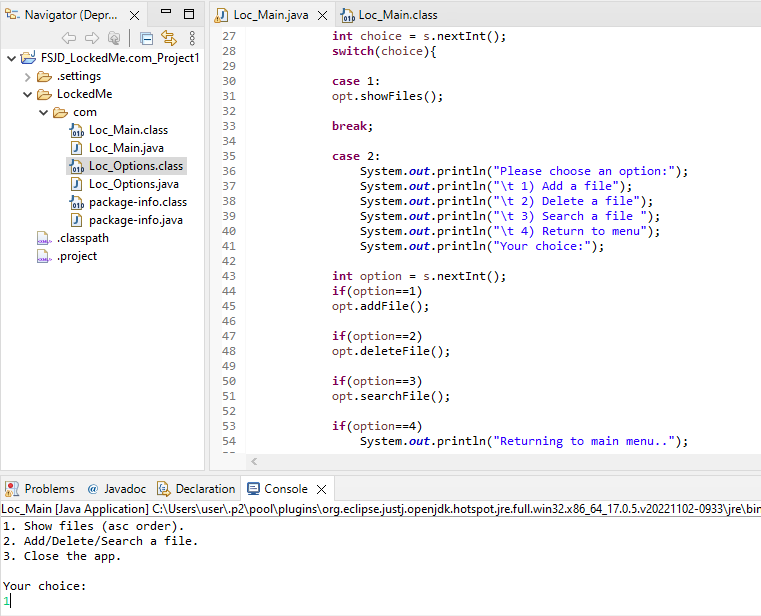 Navigator (Depr...
FSJD_LockedMe.com_Project1
.settings
LockedMe
com
Loc_Main.class
Loc_Main.java
Loc_Options.class
Loc_Options.java
package-info.class
package-info.java
.classpath
.project
Loc_Main.java
Loc_Main.class
27 int choice = s.nextInt();
28 switch(choice){
29
30 case 1:
31 opt.showFiles();
32
33 break;
34
35 case 2:
36 System.out.println("Please choose an option:");
37 System.out.println("\t 1) Add a file");
38 System.out.println("\t 2) Delete a file");
39 System.out.println("\t 3) Search a file ");
40 System.out.println("\t 4) Return to menu");
41 System.out.println("Your choice:");
42
43 int option = s.nextInt();
44 if(option==1)
45 opt.addFile();
46
47 if(option==2)
48 opt.deleteFile();
49
50 if(option==3)
51 opt.searchFile();
52
53 if(option==4)
54 System.out.println("Returning to main menu..");
Problems @ Javadoc Declaration Console
Loc_Main [Java Application] C:\Users\user\.p2\pool\plugins\org.eclipse.justj.openjdk.hotspot.jre.full.win32.x86_64_17.0.5.v20221102-0933\jre\bin
1. Show files (asc order).
2. Add/Delete/Search a file.
3. Close the app.
Your choice:
1